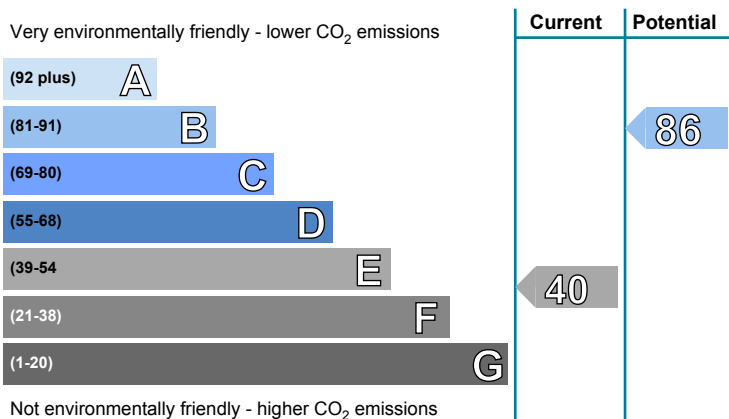 Very environmentally friendly - lower CO₂ emissions
Current
Potential
(92 plus) A
(81-91) B
86
(69-80) C
(55-68) D
(39-54 E
40
(21-38) F
(1-20) G
Not environmentally friendly - higher CO₂ emissions